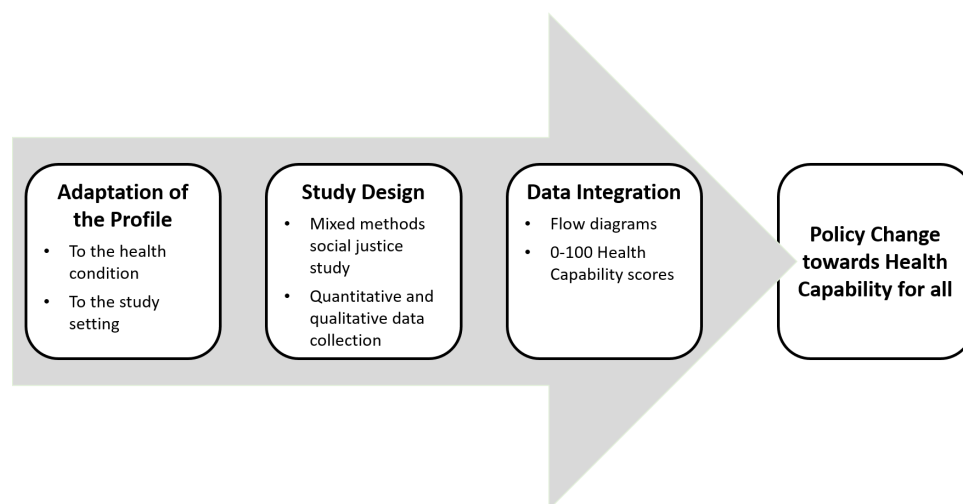 Adaptation of
the Profile
• To the health
condition
• To the study
setting
Study Design
• Mixed methods
social justice
study
• Quantitative and
qualitative data
collection
Data Integration
• Flow diagrams
• 0-100 Health
Capability scores
Policy Change
towards Health
Capability for all